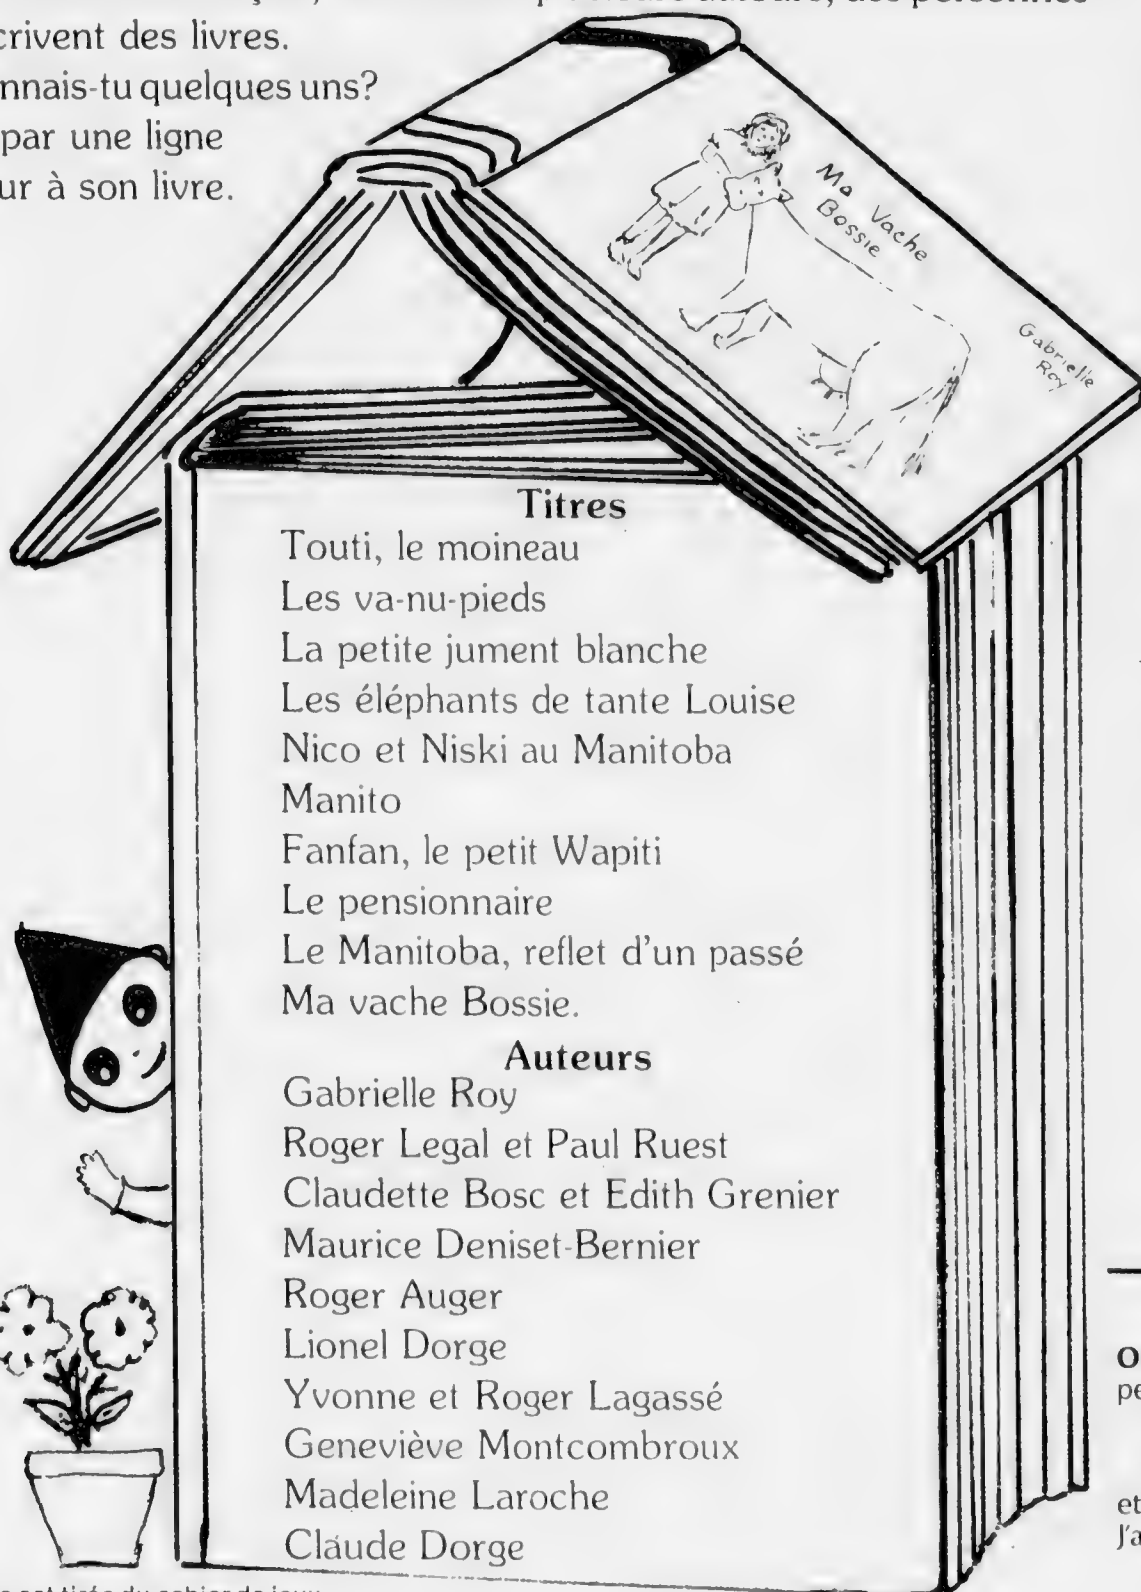 crivent des livres.
nnais-tu quelques uns?
par une ligne
ur à son livre.
Ma Vache
Bossie
Gabrielle
Roy
Titres
Touti, le moineau
Les va-nu-pieds
La petite jument blanche
Les éléphants de tante Louise
Nico et Niski au Manitoba
Manito
Fanfan, le petit Wapiti
Le pensionnaire
Le Manitoba, reflet d'un passé
Ma vache Bossie.
Auteurs
Gabrielle Roy
Roger Legal et Paul Ruest
Claudette Bosc et Edith Grenier
Maurice Deniset-Bernier
Roger Auger
Lionel Dorge
Yvonne et Roger Lagassé
Geneviève Montcombroux
Madeleine Laroche
Claude Dorge
O
pe
et
J'a